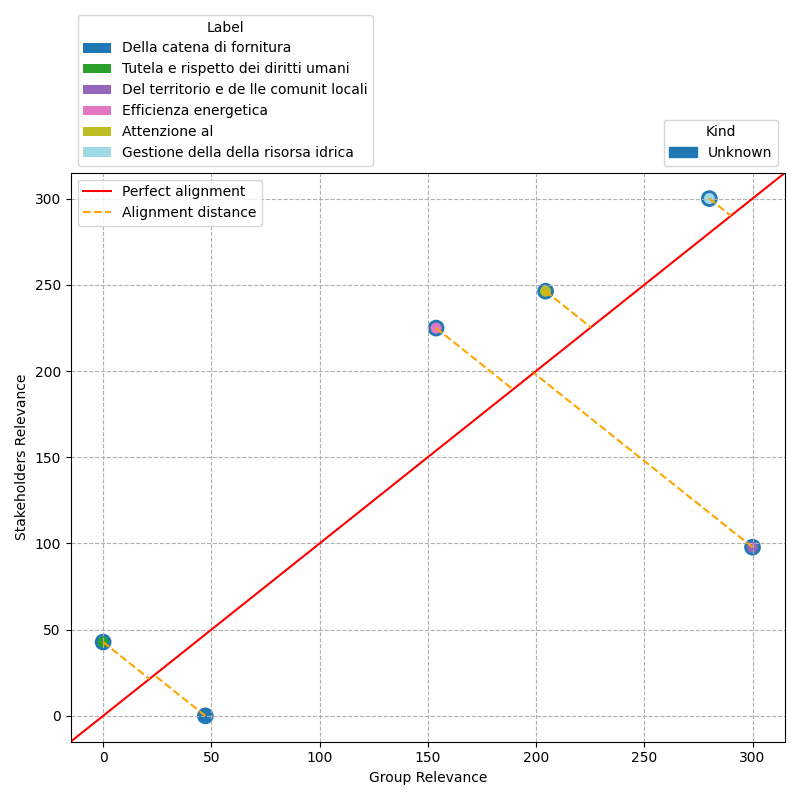 Label
Della catena di fornitura
Tutela e rispetto dei diritti umani
Del territorio e de lle comunit locali
Efficienza energetica
Attenzione al
Gestione della della risorsa idrica
Kind
Unknown
Perfect alignment
Alignment distance
300
250
200
150
100
50
0
Stakeholders Relevance
0 50 100 150 200 250 300
Group Relevance